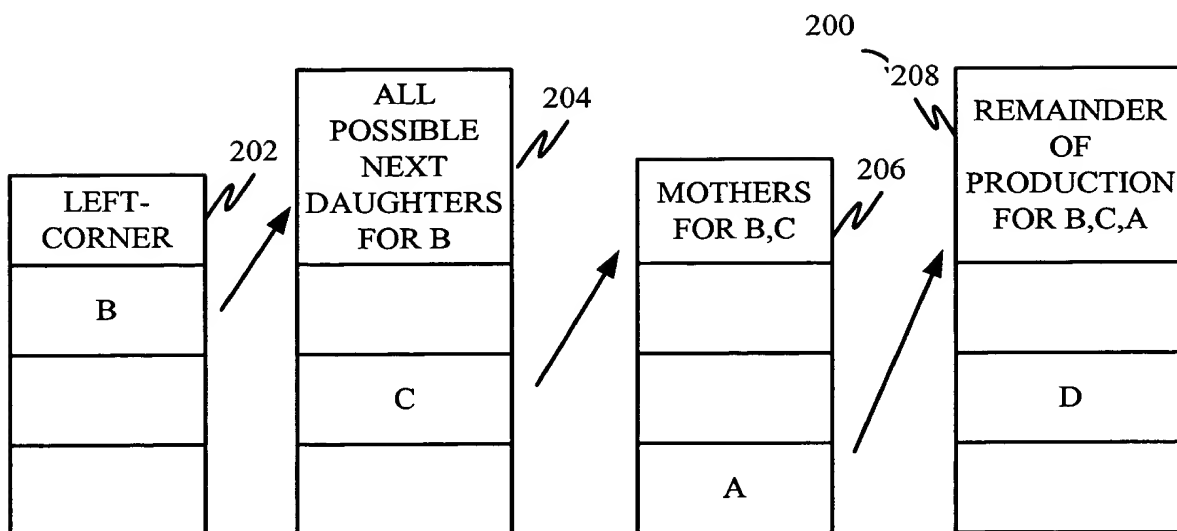 200
202
LEFT-
CORNER
B
204
ALL
POSSIBLE
NEXT
DAUGHTERS
FOR B
C
206
MOTHERS
FOR B,C
A
208
REMAINDER
OF
PRODUCTION
FOR B,C,A
D